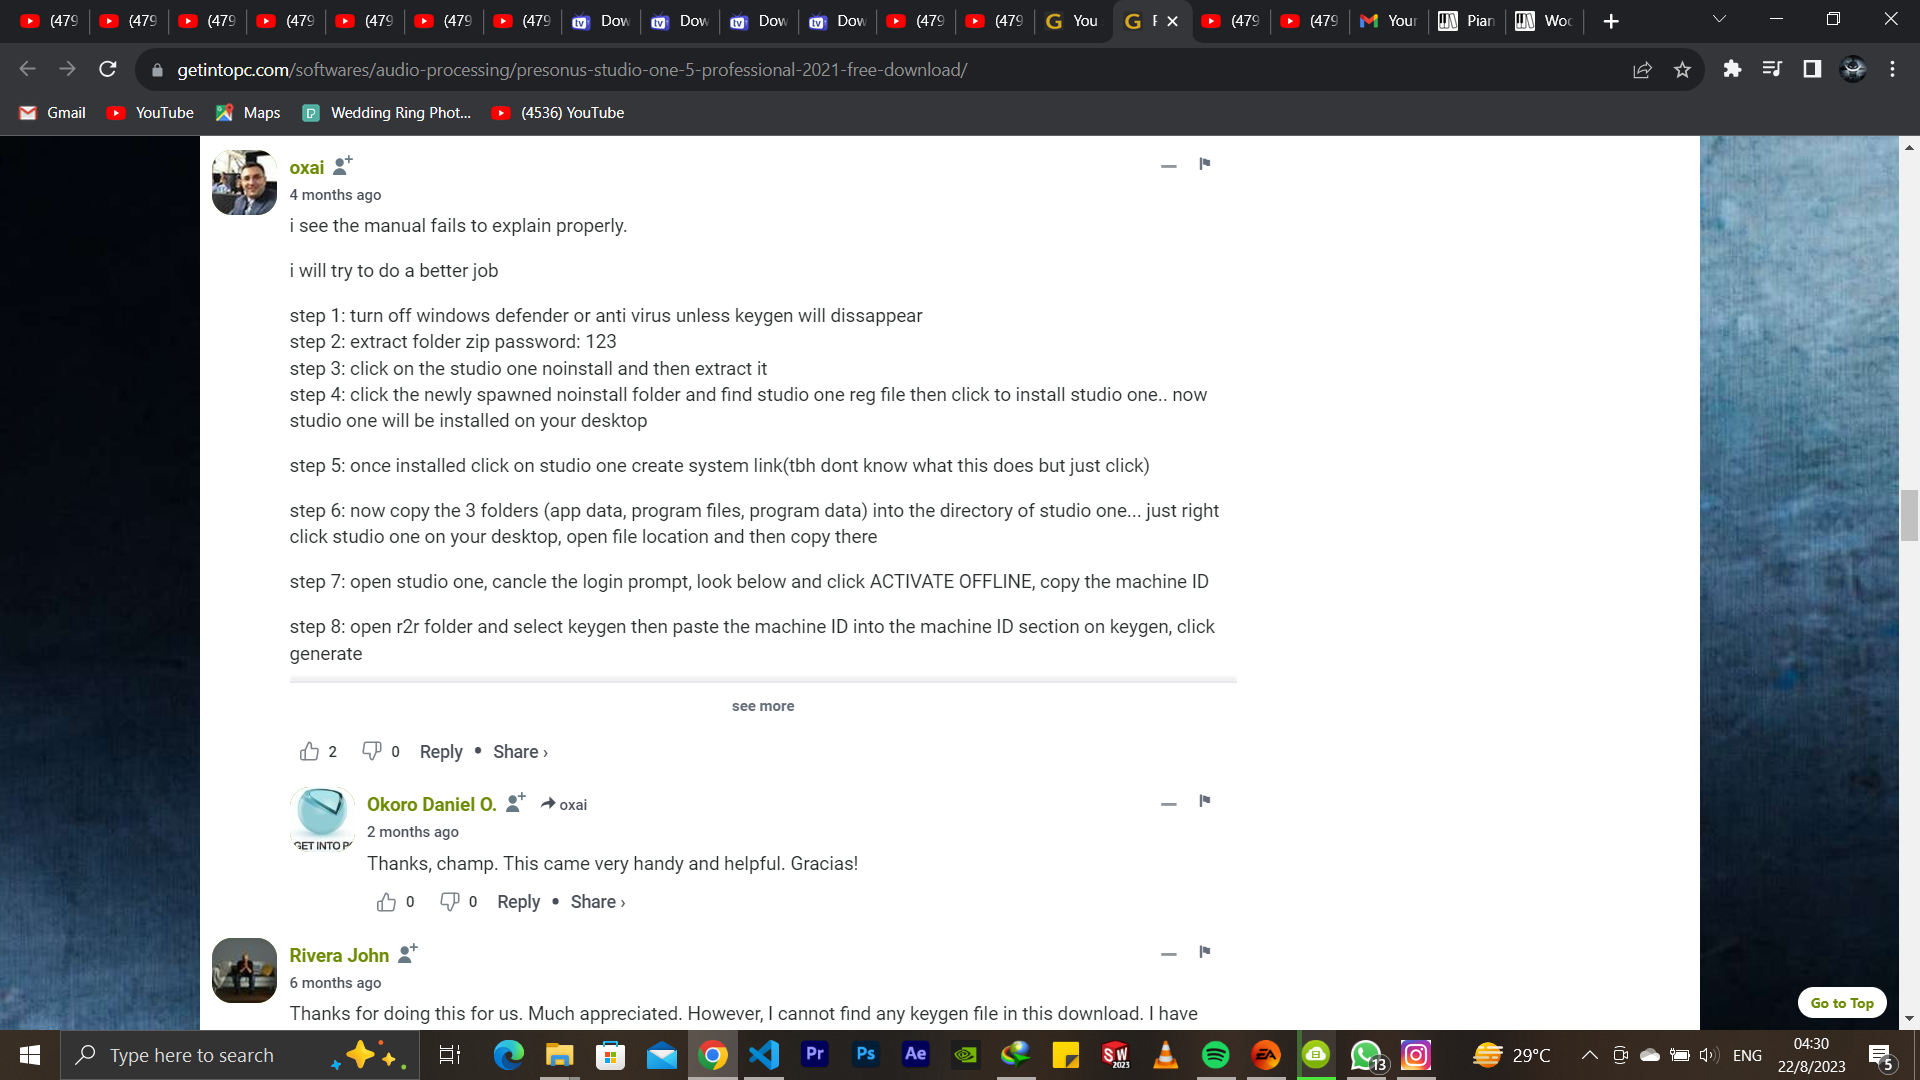 (479 (479 (479 (479 (479 (479 (479 Dow Dow Dow Dow (479 (479 You (479 (479 Your Pian Woo
getintopc.com/softwares/audio-processing/presonus-studio-one-5-professional-2021-free-download/
Gmail YouTube Maps Wedding Ring Phot... (4536) YouTube
oxai
4 months ago
i see the manual fails to explain properly.
i will try to do a better job
step 1: turn off windows defender or anti virus unless keygen will dissappear
step 2: extract folder zip password: 123
step 3: click on the studio one noinstall and then extract it
step 4: click the newly spawned noinstall folder and find studio one reg file then click to install studio one.. now
studio one will be installed on your desktop
step 5: once installed click on studio one create system link(tbh dont know what this does but just click)
step 6: now copy the 3 folders (app data, program files, program data) into the directory of studio one... just right
click studio one on your desktop, open file location and then copy there
step 7: open studio one, cancle the login prompt, look below and click ACTIVATE OFFLINE, copy the machine ID
step 8: open r2r folder and select keygen then paste the machine ID into the machine ID section on keygen, click
generate
see more
2 0 Reply • Share ›
Okoro Daniel O. oxai
2 months ago
GET INTO P
Thanks, champ. This came very handy and helpful. Gracias!
0 0 Reply • Share ›
Rivera John
6 months ago
Thanks for doing this for us. Much appreciated. However, I cannot find any keygen file in this download. I have
Go to Top
Type here to search
Pr Ps Ae SW 2023 EA 13
29°C ENG
04:30
22/8/2023
5